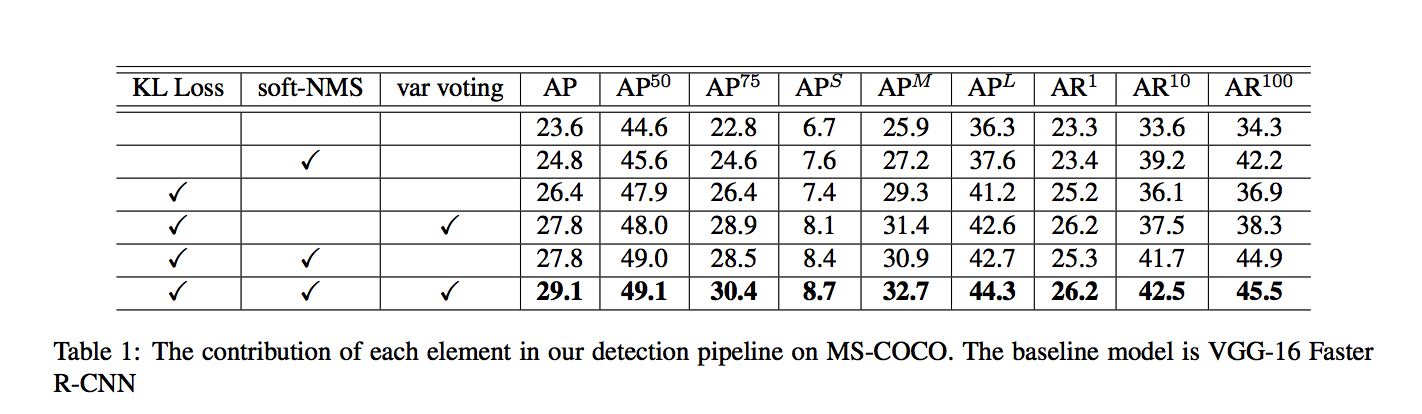 KL Loss soft-NMS var voting AP AP^50 AP^75 AP^S AP^M AP^L AR^1 AR^10 AR^100
23.6 44.6 22.8 6.7 25.9 36.3 23.3 33.6 34.3
✓ 24.8 45.6 24.6 7.6 27.2 37.6 23.4 39.2 42.2
✓ 26.4 47.9 26.4 7.4 29.3 41.2 25.2 36.1 36.9
✓ ✓ 27.8 48.0 28.9 8.1 31.4 42.6 26.2 37.5 38.3
✓ ✓ 27.8 49.0 28.5 8.4 30.9 42.7 25.3 41.7 44.9
✓ ✓ ✓ 29.1 49.1 30.4 8.7 32.7 44.3 26.2 42.5 45.5
Table 1: The contribution of each element in our detection pipeline on MS-COCO. The baseline model is VGG-16 Faster
R-CNN